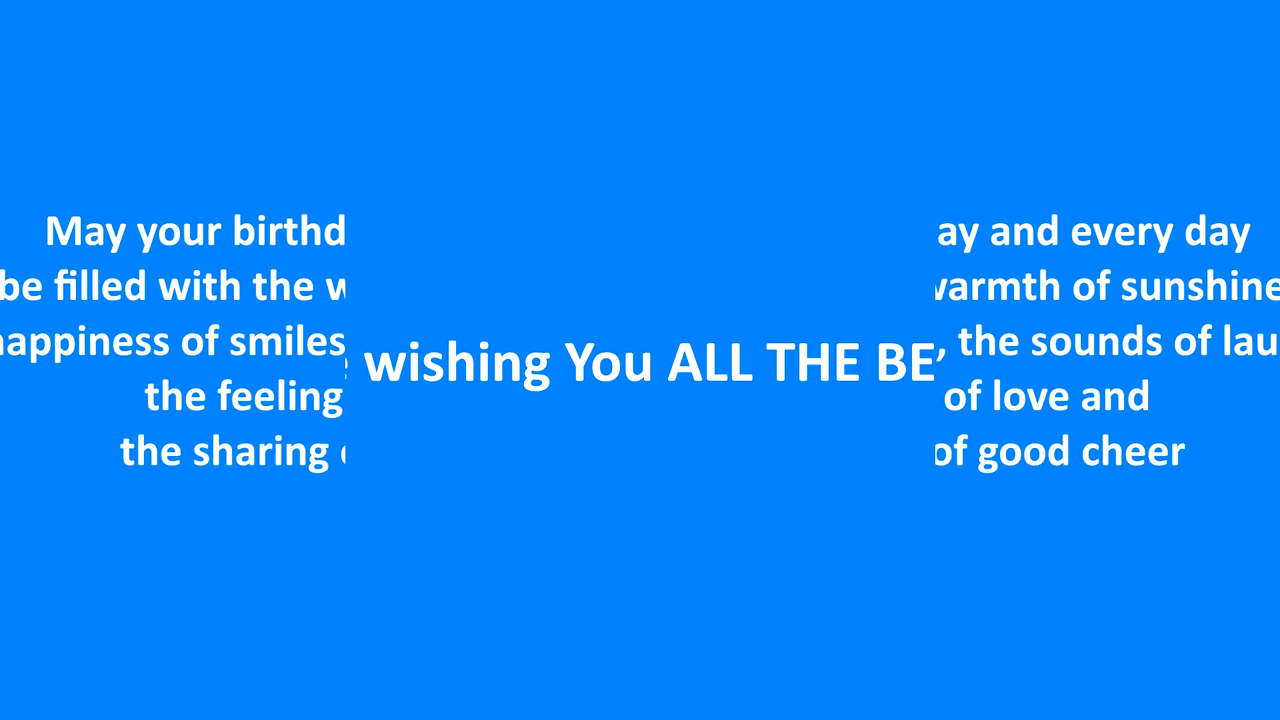 May your birthd ay and every day
be filled with the warmth of sunshine
happiness of smiles, the sounds of lau
wishing You ALL THE BE
the feeling of love and
the sharing of good cheer